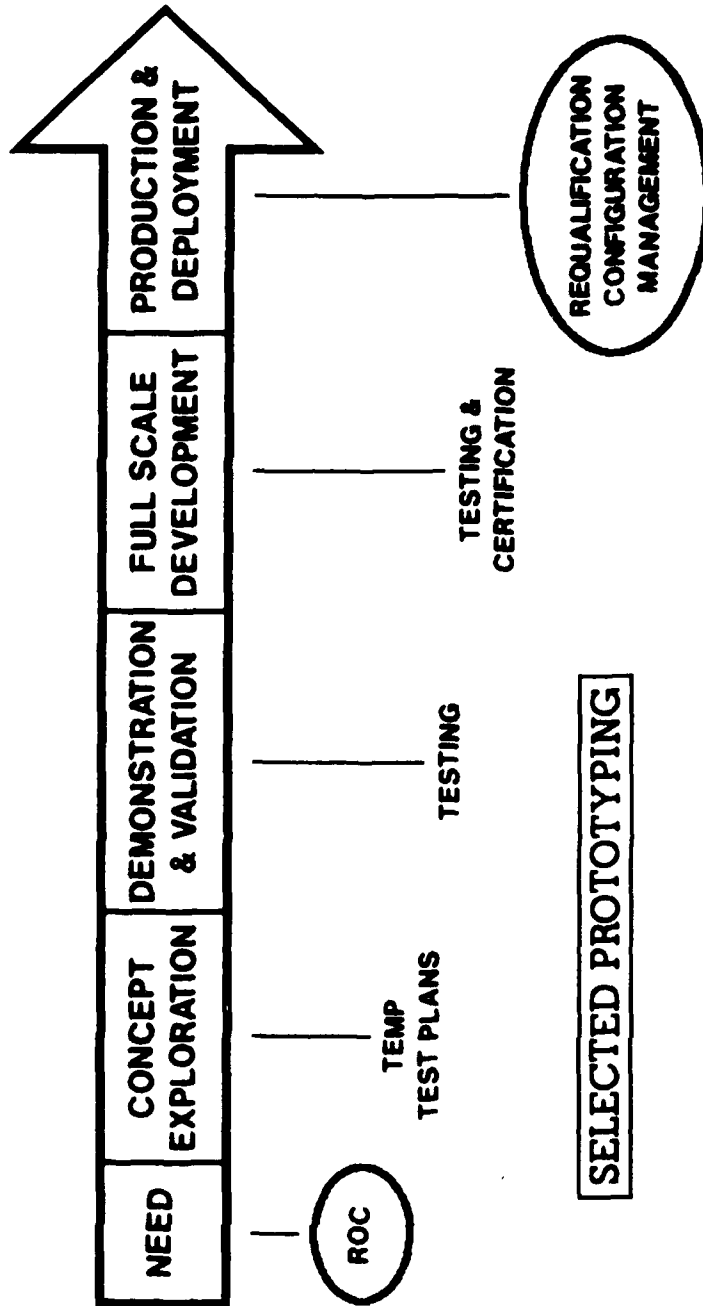 NEED
CONCEPT
EXPLORATION
DEMONSTRATION
& VALIDATION
FULL SCALE
DEVELOPMENT
PRODUCTION &
DEPLOYMENT
ROC
TEMP
TEST PLANS
TESTING
TESTING &
CERTIFICATION
REQUALIFICATION
CONFIGURATION
MANAGEMENT
SELECTED PROTOTYPING